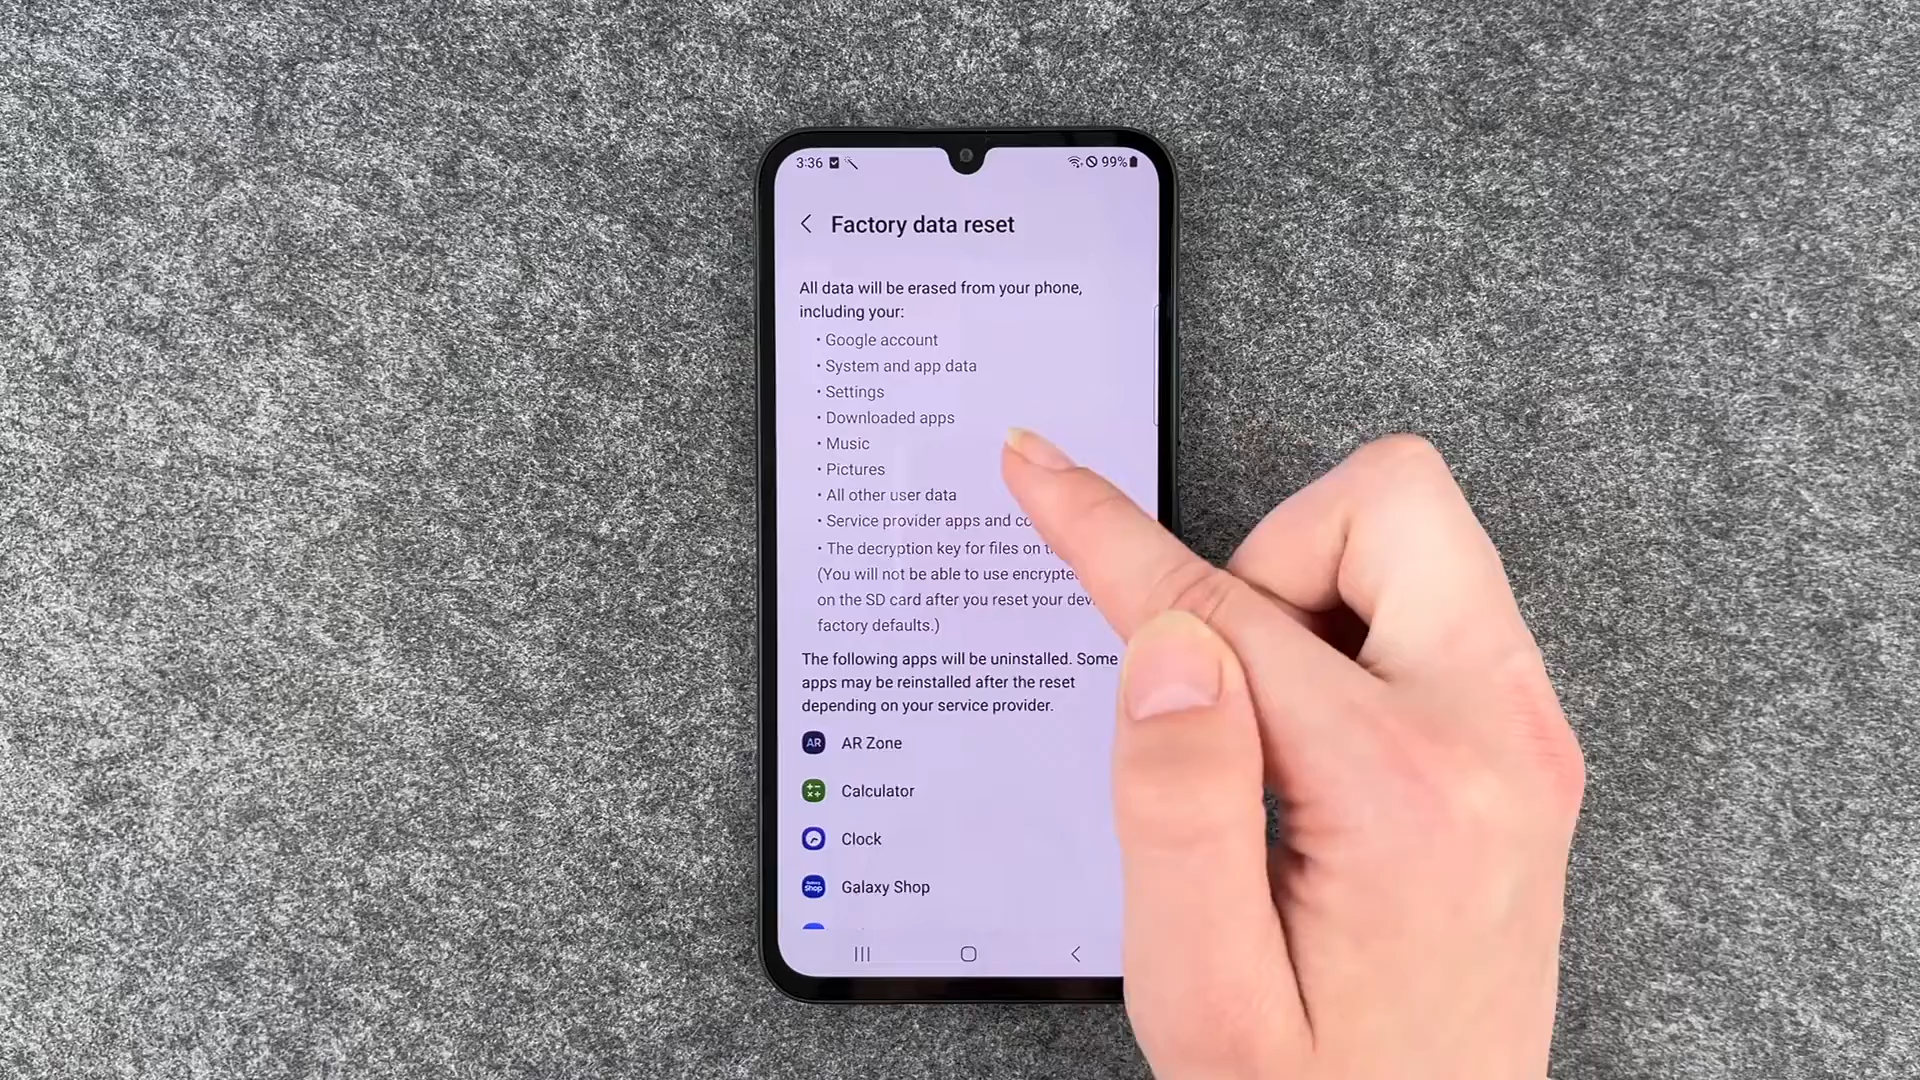 3:36 99%
Factory data reset
All data will be erased from your phone,
including your:
• Google account
• System and app data
• Settings
• Downloaded apps
• Music
• Pictures
• All other user data
• Service provider apps and
• The decryption key for files on
(You will not be able to use
on the SD card after you reset your
factory defaults.)
The following apps will be uninstalled. Some
apps may be reinstalled after the reset
depending on your service provider.
AR AR Zone
Calculator
Clock
Shop Galaxy Shop